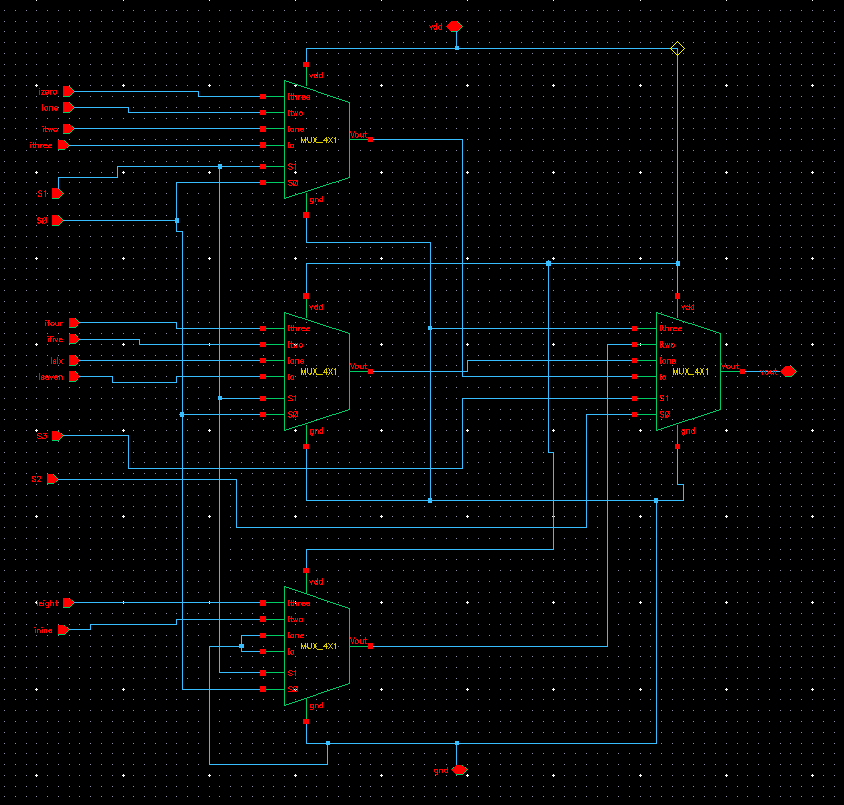 vdd
vdd
Izero
Ithree
Ione
Itwo
Itwo
Ione
MUX_4X1
Vout
Ithree
Io
S1
S1
S0
S0
gnd
vdd
vdd
Ifour
Ithree
Ithree
Ifive
Itwo
Itwo
Isix
Ione
Ione
MUX_4X1
Vout
MUX_4X1
Vout
vout
Iseven
Io
Io
S1
S1
S0
S0
gnd
gnd
S3
S2
vdd
Ithree
Itwo
Inine
Ione
MUX_4X1
Vout
Io
S1
S0
gnd
gnd